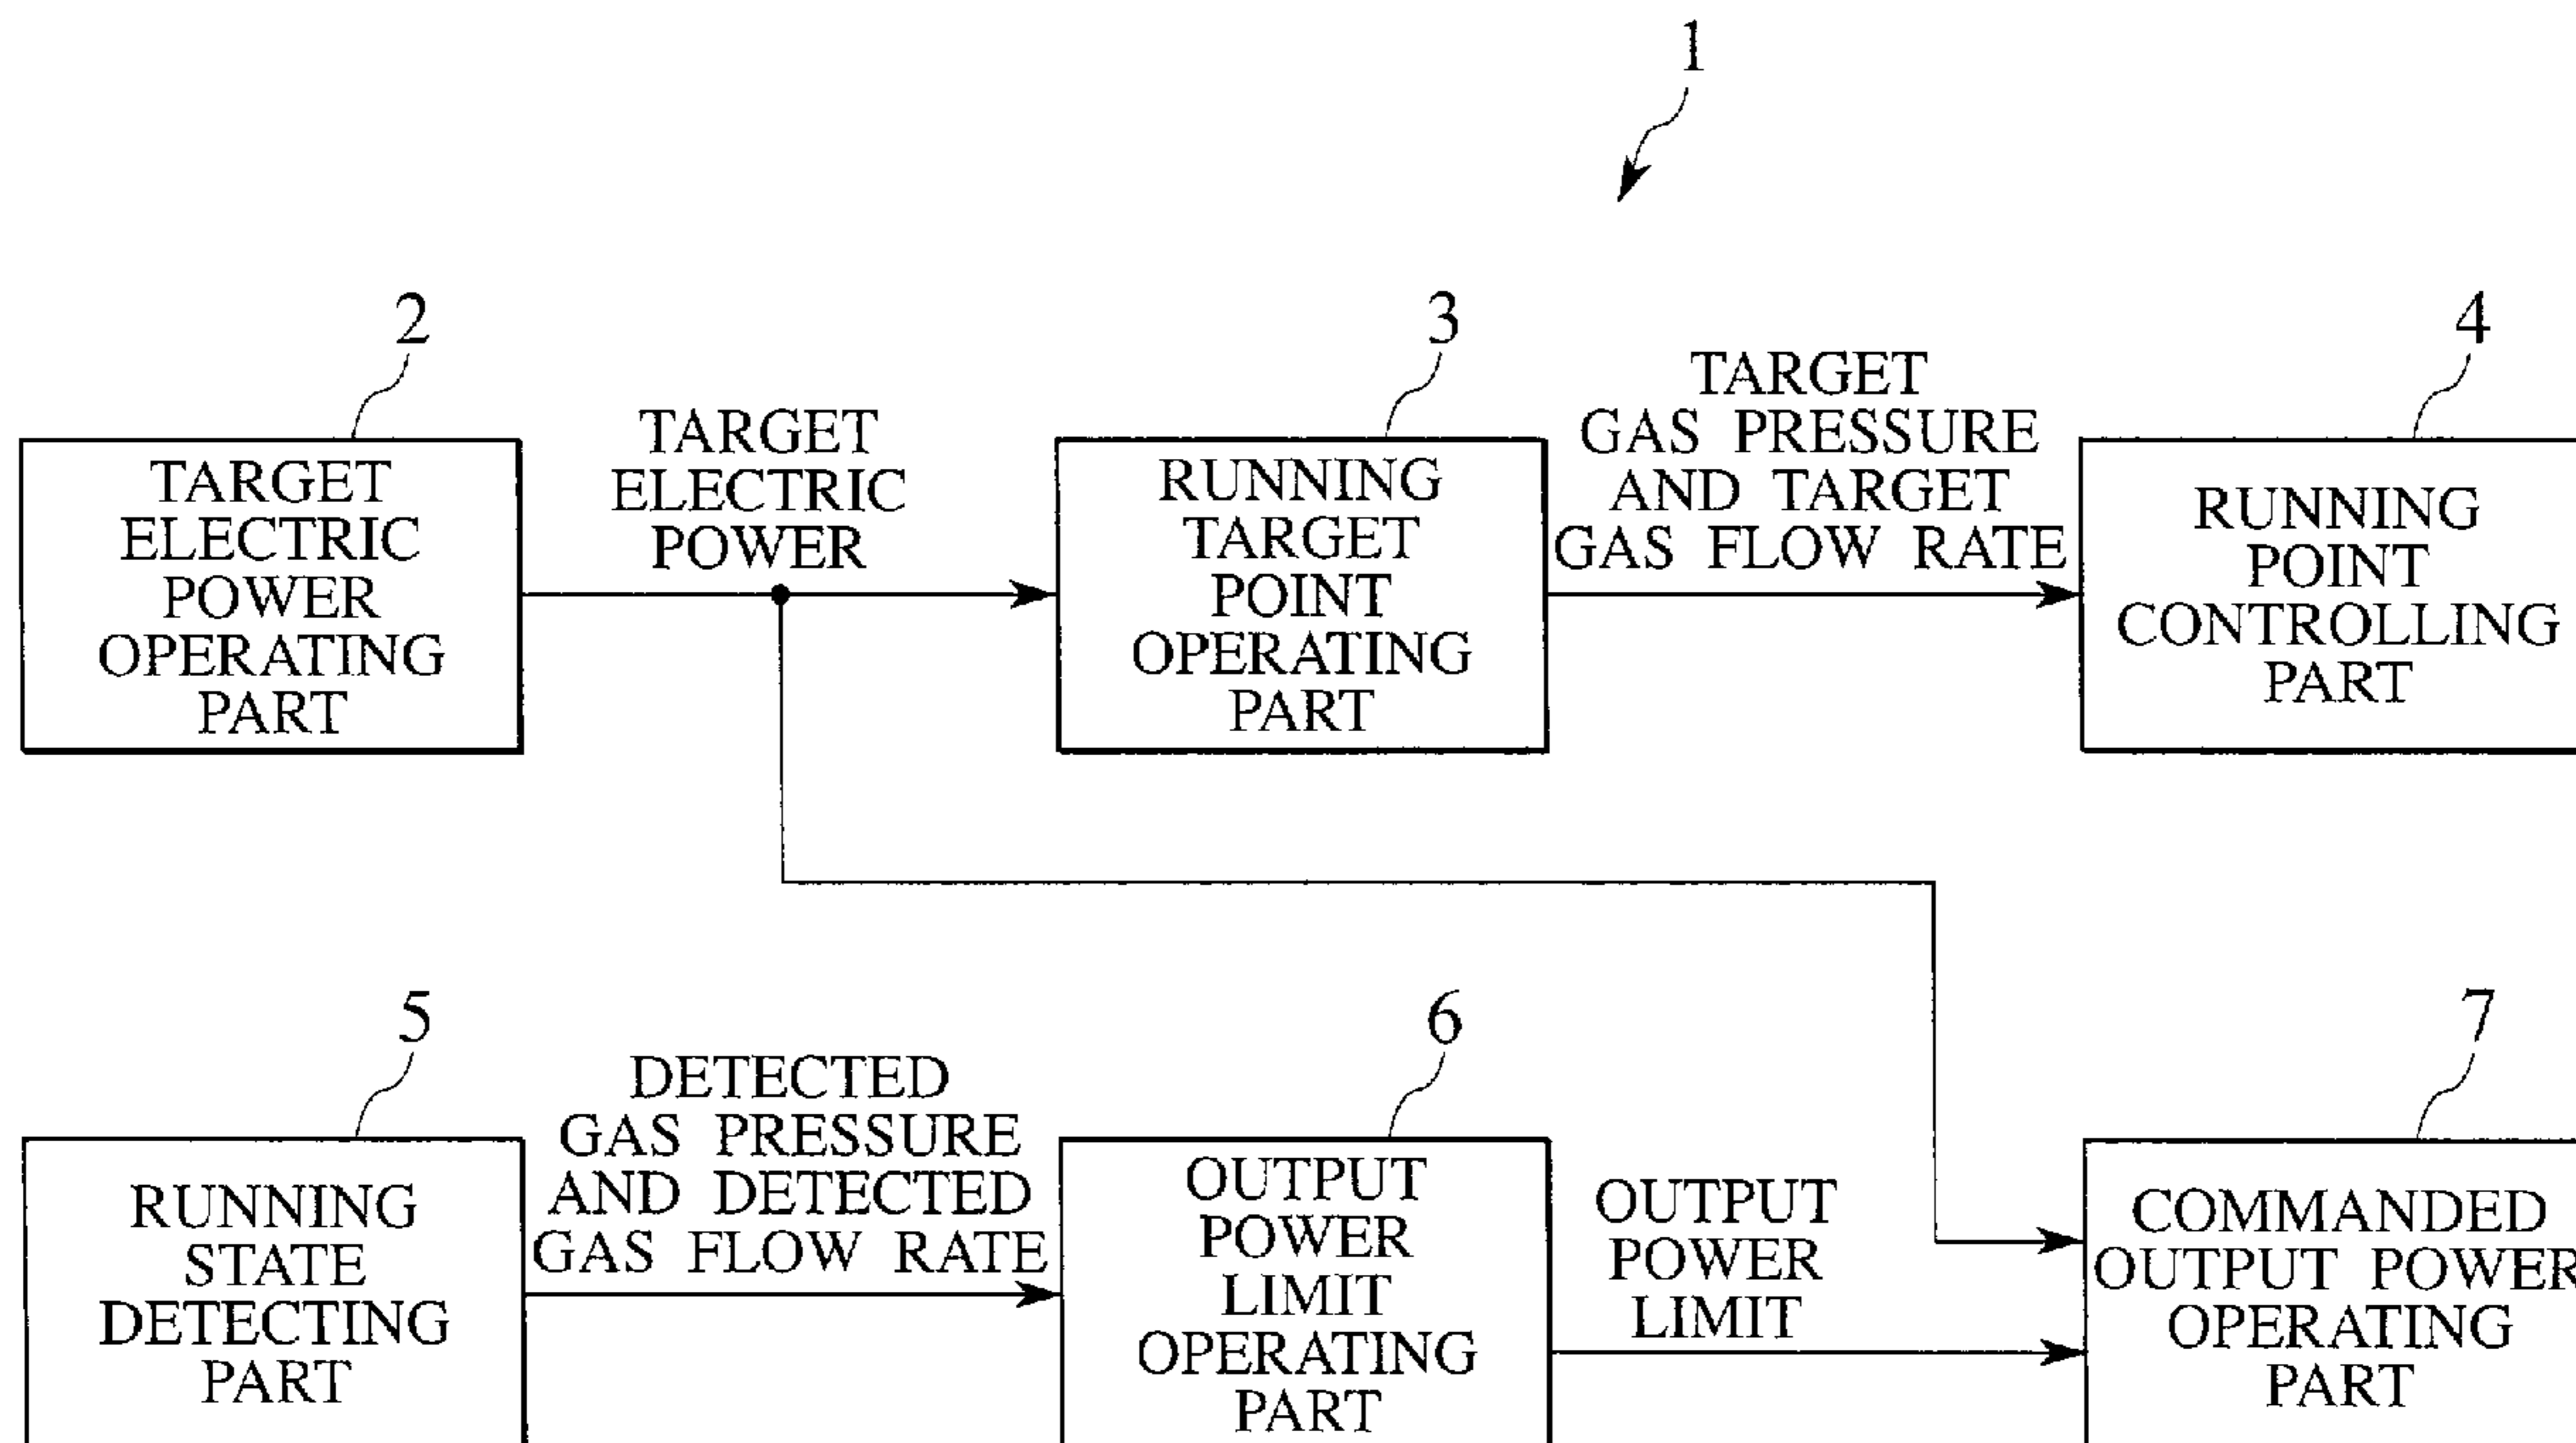 1
2
TARGET
ELECTRIC
POWER
OPERATING
PART
TARGET
ELECTRIC
POWER
3
RUNNING
TARGET
POINT
OPERATING
PART
TARGET
GAS PRESSURE
AND TARGET
GAS FLOW RATE
4
RUNNING
POINT
CONTROLLING
PART
5
RUNNING
STATE
DETECTING
PART
DETECTED
GAS PRESSURE
AND DETECTED
GAS FLOW RATE
6
OUTPUT
POWER
LIMIT
OPERATING
PART
OUTPUT
POWER
LIMIT
7
COMMANDED
OUTPUT POWER
OPERATING
PART